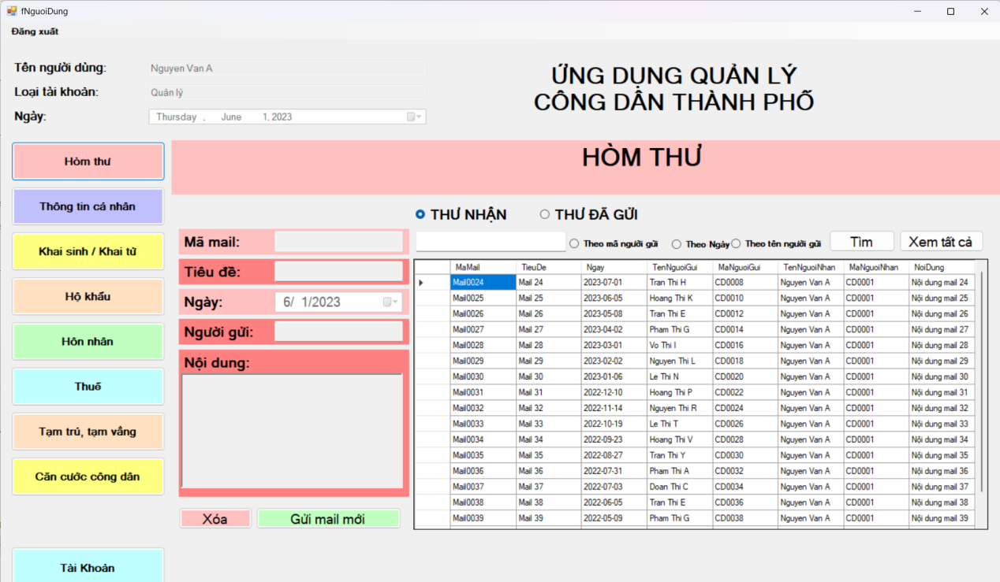 fNguoiDung
Đăng xuất
Tên người dùng: Nguyen Van A
Loại tài khoản: Quản lý
Ngày: Thursday , June 1, 2023
ỨNG DỤNG QUẢN LÝ
CÔNG DÂN THÀNH PHỐ
Hòm thư
Thông tin cá nhân
Khai sinh / Khai tử
Hộ khẩu
Hôn nhân
Thuế
Tạm trú, tạm vắng
Căn cước công dân
Tài Khoản
HÒM THƯ
THƯ NHẬN THƯ ĐÃ GỬI
Mã mail:
Tiêu đề:
Ngày: 6/ 1/2023
Người gửi:
Nội dung:
Xóa Gửi mail mới
Theo mã người gửi Theo Ngày Theo tên người gửi Tìm Xem tất cả
MaMail TieuDe Ngay TenNguoiGui MaNguoiGui TenNguoiNhan MaNguoiNhan NoiDung
Mail0024 Mail 24 2023-07-01 Tran Thi H CD0008 Nguyen Van A CD0001 Nội dung mail 24
Mail0025 Mail 25 2023-06-05 Hoang Thi K CD0010 Nguyen Van A CD0001 Nội dung mail 25
Mail0026 Mail 26 2023-05-08 Tran Thi E CD0012 Nguyen Van A CD0001 Nội dung mail 26
Mail0027 Mail 27 2023-04-02 Pham Thi G CD0014 Nguyen Van A CD0001 Nội dung mail 27
Mail0028 Mail 28 2023-03-01 Vo Thi I CD0016 Nguyen Van A CD0001 Nội dung mail 28
Mail0029 Mail 29 2023-02-02 Nguyen Thi L CD0018 Nguyen Van A CD0001 Nội dung mail 29
Mail0030 Mail 30 2023-01-06 Le Thi N CD0020 Nguyen Van A CD0001 Nội dung mail 30
Mail0031 Mail 31 2022-12-10 Hoang Thi P CD0022 Nguyen Van A CD0001 Nội dung mail 31
Mail0032 Mail 32 2022-11-14 Nguyen Thi R CD0024 Nguyen Van A CD0001 Nội dung mail 32
Mail0033 Mail 33 2022-10-19 Le Thi T CD0026 Nguyen Van A CD0001 Nội dung mail 33
Mail0034 Mail 34 2022-09-23 Hoang Thi V CD0028 Nguyen Van A CD0001 Nội dung mail 34
Mail0035 Mail 35 2022-08-27 Tran Thi Y CD0030 Nguyen Van A CD0001 Nội dung mail 35
Mail0036 Mail 36 2022-07-31 Pham Thi A CD0032 Nguyen Van A CD0001 Nội dung mail 36
Mail0037 Mail 37 2022-07-03 Doan Thi C CD0034 Nguyen Van A CD0001 Nội dung mail 37
Mail0038 Mail 38 2022-06-05 Tran Thi E CD0036 Nguyen Van A CD0001 Nội dung mail 38
Mail0039 Mail 39 2022-05-09 Pham Thi G CD0038 Nguyen Van A CD0001 Nội dung mail 39